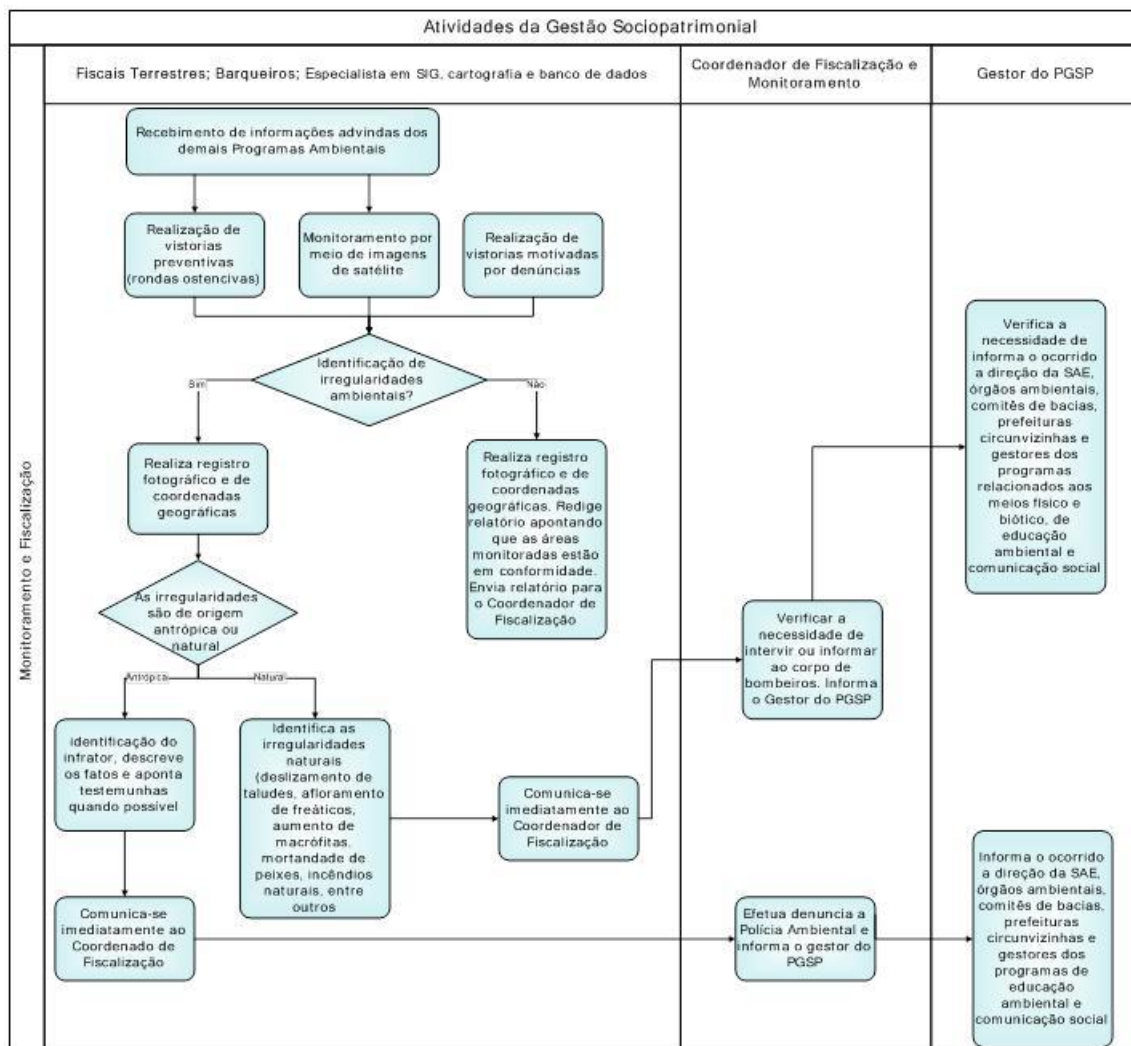 Atividades da Gestão Sociopatrimonial
Fiscais Terrestres; Barqueiros; Especialista em SIG, cartografia e banco de dados
Coordenador de Fiscalização e
Monitoramento
Gestor do PGSP
Monitoramento e Fiscalização
Recebimento de informações advindas dos
demais Programas Ambientais
Realização de
vistorias
preventivas
(rondas ostencivas)
Monitoramento por
meio de imagens
de satélite
Realização de
vistorias motivadas
por denúncias
Identificação de
irregularidades
ambientais?
Sim
Não
Realiza registro
fotográfico e de
coordenadas
geográficas
Realiza registro
fotográfico e de
coordenadas
geográficas. Redige
relatório apontando
que as áreas
monitoradas estão
em conformidade.
Envia relatório para
o Coordenador de
Fiscalização
As irregularidades
são de origem
antrópica ou
natural
Antrópica
Natural
Identificação do
infrator, descreve
os fatos e aponta
testemunhas
quando possível
Identifica as
irregularidades
naturais
(deslizamento de
taludes, afloramento
de freáticos,
aumento de
macrófitas,
mortandade de
peixes, incêndios
naturais, entre
outros
Comunica-se
imediatamente ao
Coordenador de
Fiscalização
Comunica-se
imediatamente ao
Coordenado de
Fiscalização
Verificar a
necessidade de
intervir ou informar
ao corpo de
bombeiros. Informa
o Gestor do PGSP
Efetua denuncia a
Polícia Ambiental e
informa o gestor do
PGSP
Verifica a
necessidade de
informa o ocorrido
a direção da SAE,
órgãos ambientais,
comitês de bacias,
prefeituras
circunvizinhas e
gestores dos
programas
relacionados aos
meios físico e
biótico, de
educação
ambiental e
comunicação social
Informa o ocorrido
a direção da SAE,
órgãos ambientais,
comitês de bacias,
prefeituras
circunvizinhas e
gestores dos
programas de
educação
ambiental e
comunicação social